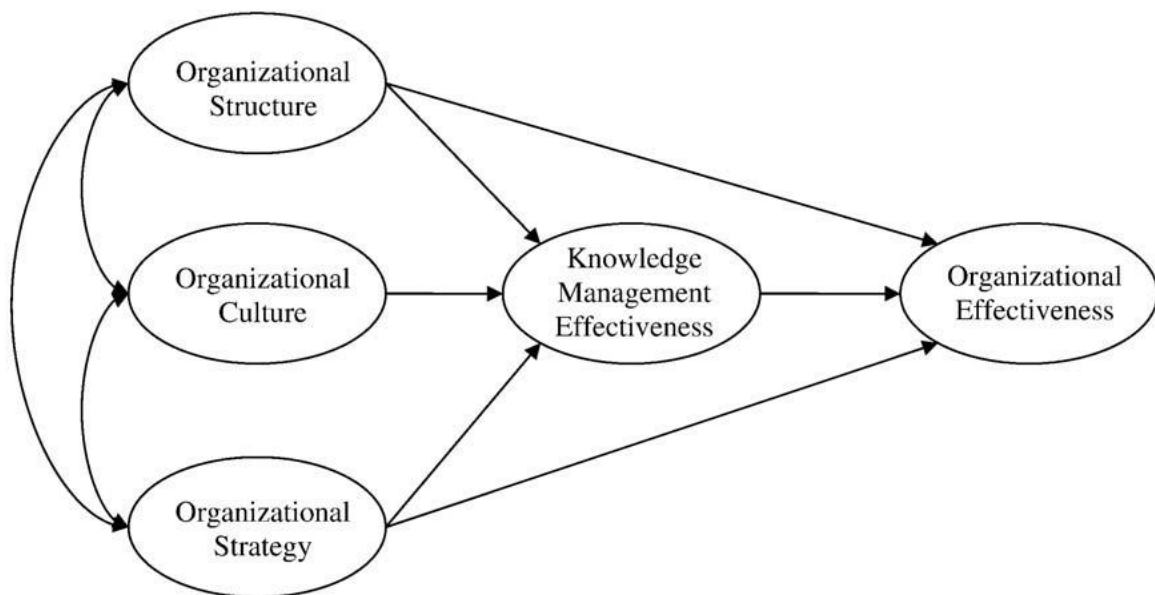 Organizational
Structure
Organizational
Culture
Knowledge
Management
Effectiveness
Organizational
Effectiveness
Organizational
Strategy